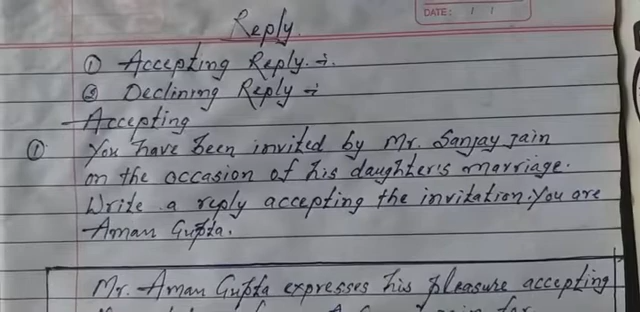 DATE: / /
Reply
① Accepting Reply :-
② Declining Reply :-
Accepting
① You have been invited by Mr. Sanjay Jain
on the occasion of his daughter's marriage.
Write a reply accepting the invitation. You are
Aman Gupta.
Mr. Aman Gupta expresses his pleasure accepting